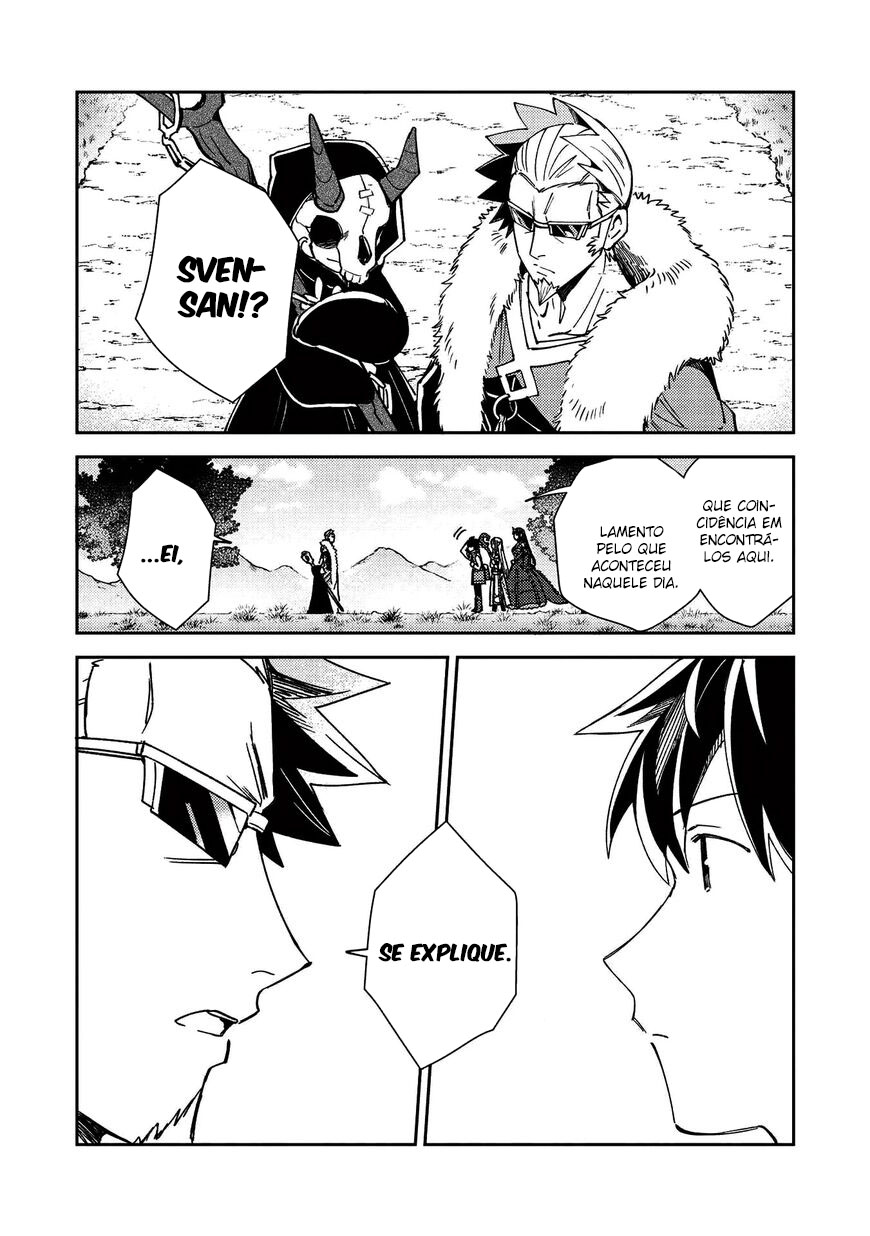 SVEN-
SAN!?
QUE COIN-
CIDÊNCIA EM
ENCONTRÁ-
LOS AQUI.
LAMENTO
PELO QUE
ACONTECEU
NAQUELE DIA.
...EI,
SE EXPLIQUE.